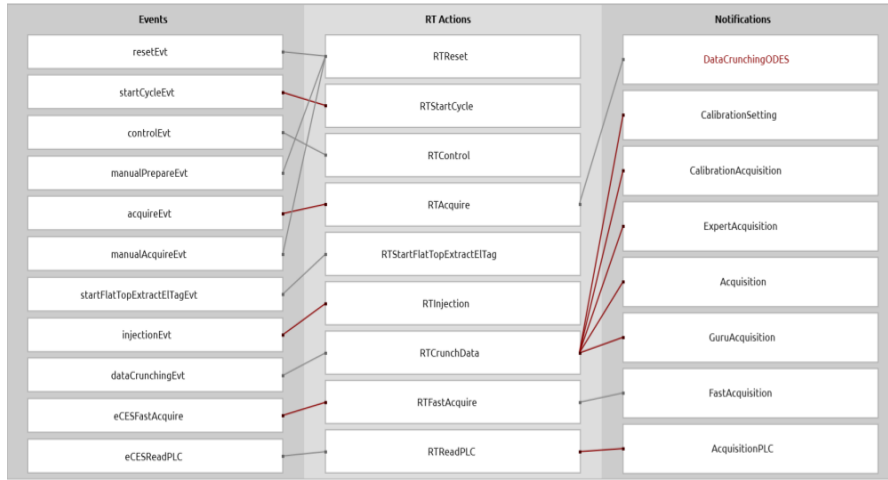 Events
resetEvt
startCycleEvt
controlEvt
manualPrepareEvt
acquireEvt
manualAcquireEvt
startFlatTopExtractElTagEvt
injectionEvt
dataCrunchingEvt
eCESFastAcquire
eCESReadPLC
RT Actions
RTReset
RTStartCycle
RTControl
RTAcquire
RTStartFlatTopExtractElTag
RTInjection
RTCrunchData
RTFastAcquire
RTReadPLC
Notifications
DataCrunchingODES
CalibrationSetting
CalibrationAcquisition
ExpertAcquisition
Acquisition
GuruAcquisition
FastAcquisition
AcquisitionPLC